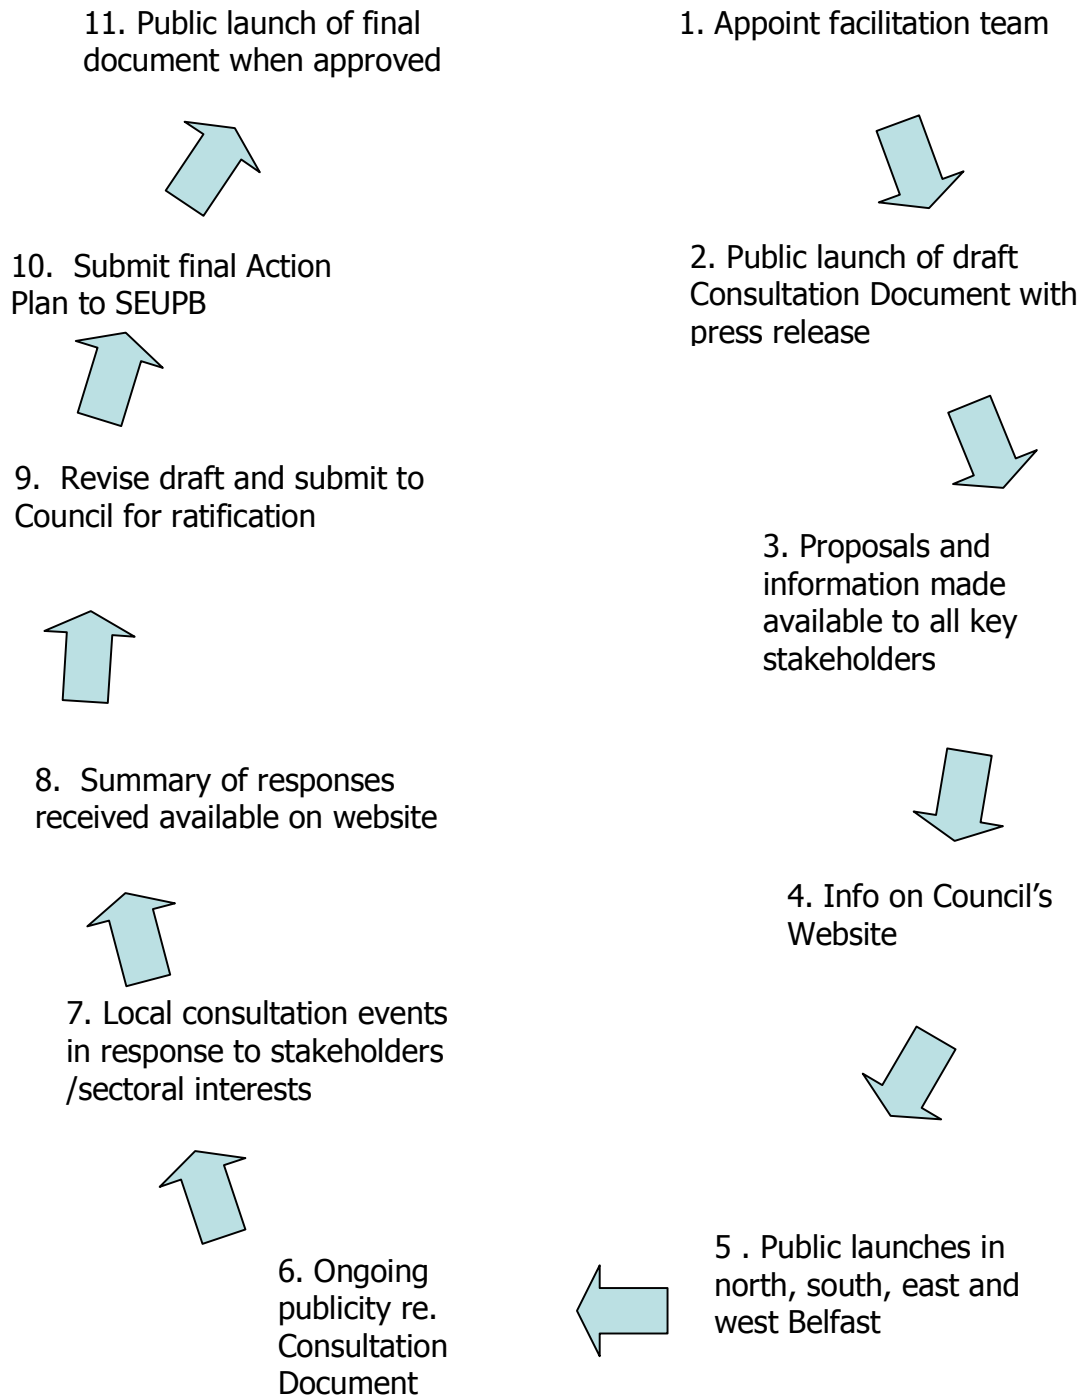 1. Appoint facilitation team
2. Public launch of draft
Consultation Document with
press release
3. Proposals and
information made
available to all key
stakeholders
4. Info on Council’s
Website
5 . Public launches in
north, south, east and
west Belfast
6. Ongoing
publicity re.
Consultation
Document
7. Local consultation events
in response to stakeholders
/sectoral interests
8.  Summary of responses
received available on website
9.  Revise draft and submit to
Council for ratification
10.  Submit final Action
Plan to SEUPB
11. Public launch of final
document when approved